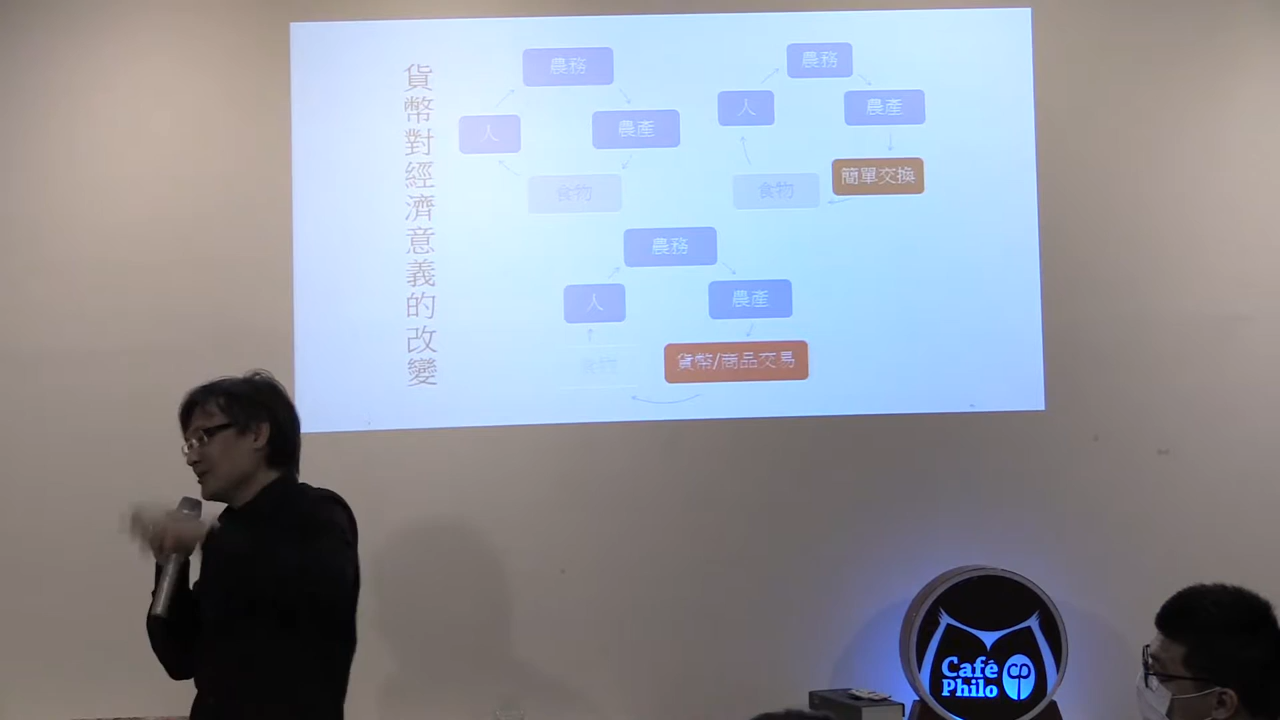 貨幣對經濟意義的改變
農務
人
農產
食物
農務
人
農產
簡單交換
食物
農務
人
農產
貨幣/商品交易
Café
Philo